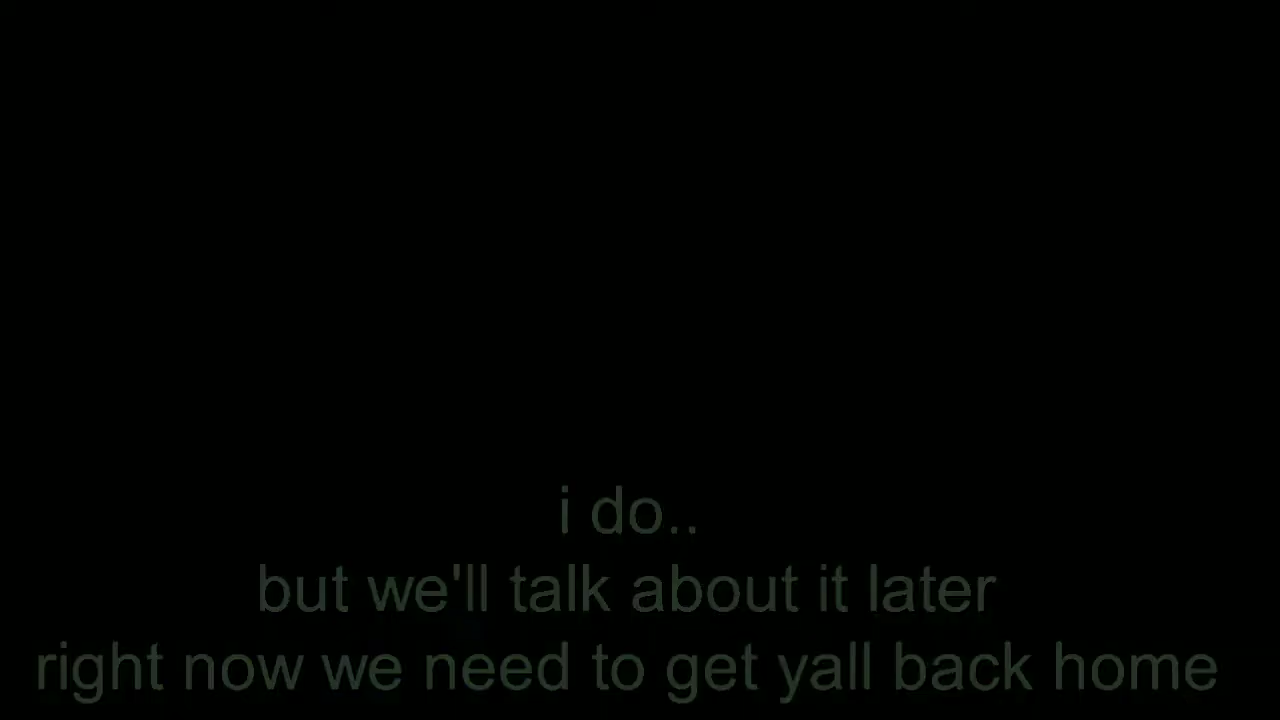 i do..
but we'll talk about it later
right now we need to get yall back home